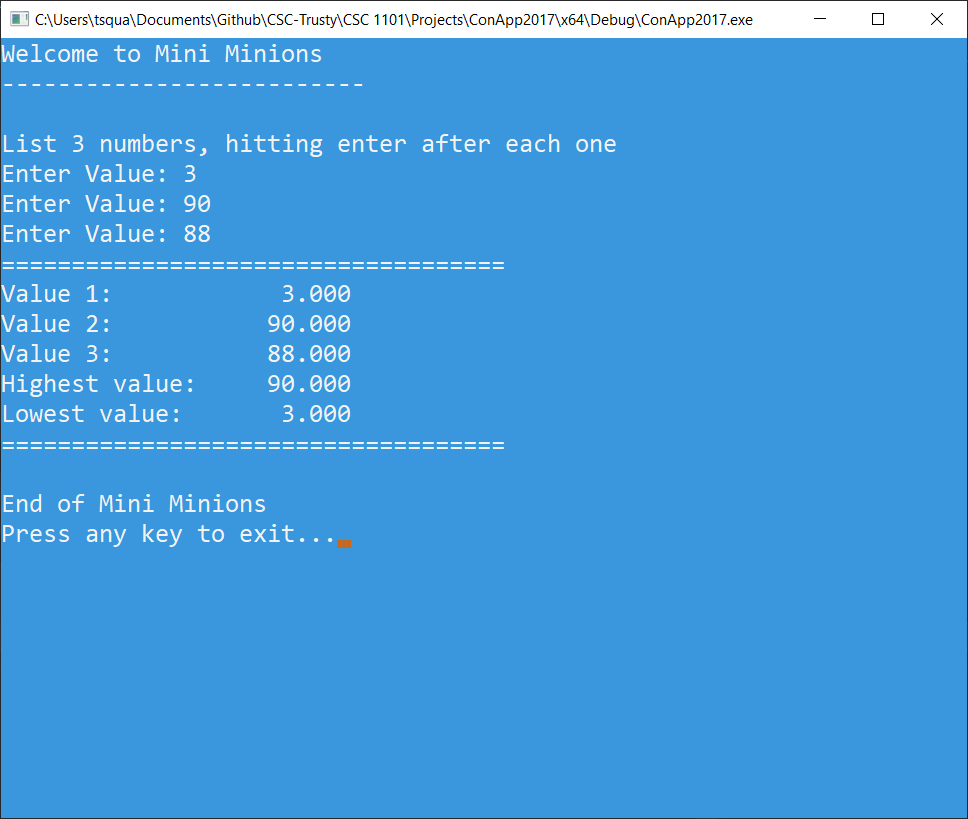 C:\Users\tsqua\Documents\Github\CSC-Trusty\CSC 1101\Projects\ConApp2017\x64\Debug\ConApp2017.exe
Welcome to Mini Minions
--------------------------
List 3 numbers, hitting enter after each one
Enter Value: 3
Enter Value: 90
Enter Value: 88
====================================
Value 1:            3.000
Value 2:           90.000
Value 3:           88.000
Highest value:     90.000
Lowest value:       3.000
====================================
End of Mini Minions
Press any key to exit...